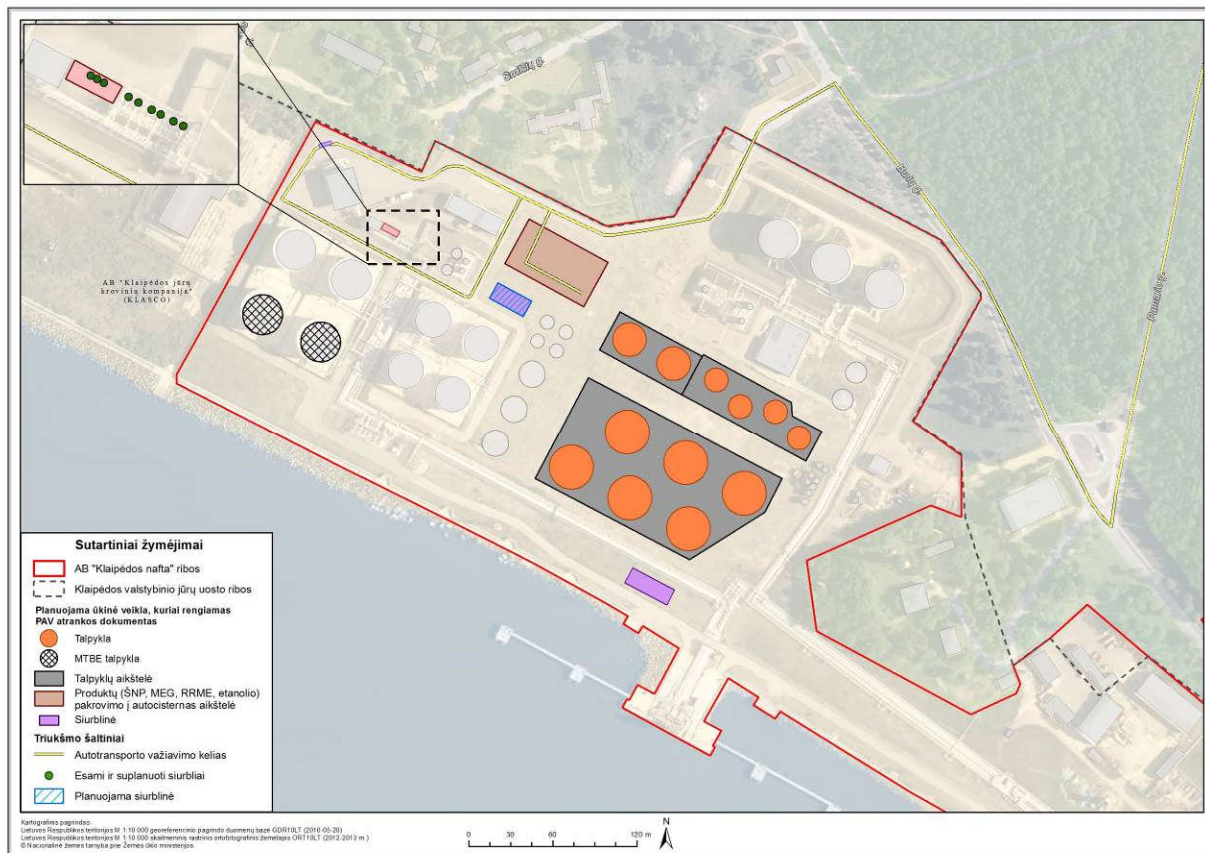 Smilčių g.
Burių g.
Pamario g.
AB "Klaipėdos jūrų
krovinių kompanija"
(KLASCO)
Sutartiniai žymėjimai
AB "Klaipėdos nafta" ribos
Klaipėdos valstybinio jūrų uosto ribos
Planuojama ūkinė veikla, kuriai rengiamas
PAV atrankos dokumentas
Talpykla
MTBE talpykla
Talpyklų aikštelė
Produktų (ŠNP, MEG, RRME, etanolio)
pakrovimo į autocisternas aikštelė
Siurblinė
Triukšmo šaltiniai
Autotransporto važiavimo kelias
Esami ir suplanuoti siurbliai
Planuojama siurblinė
Kartografinis pagrindas:
Lietuvos Respublikos teritorijos M 1:10 000 georeferencinio pagrindo duomenų bazė GDR10LT (2016-05-20)
Lietuvos Respublikos teritorijos M 1:10 000 skaitmeninis rastrinis ortofotografinis žemėlapis ORT10LT (2012-2013 m.)
© Nacionalinė žemės tarnyba prie Žemės ūkio ministerijos
0 30 60 120 m
N